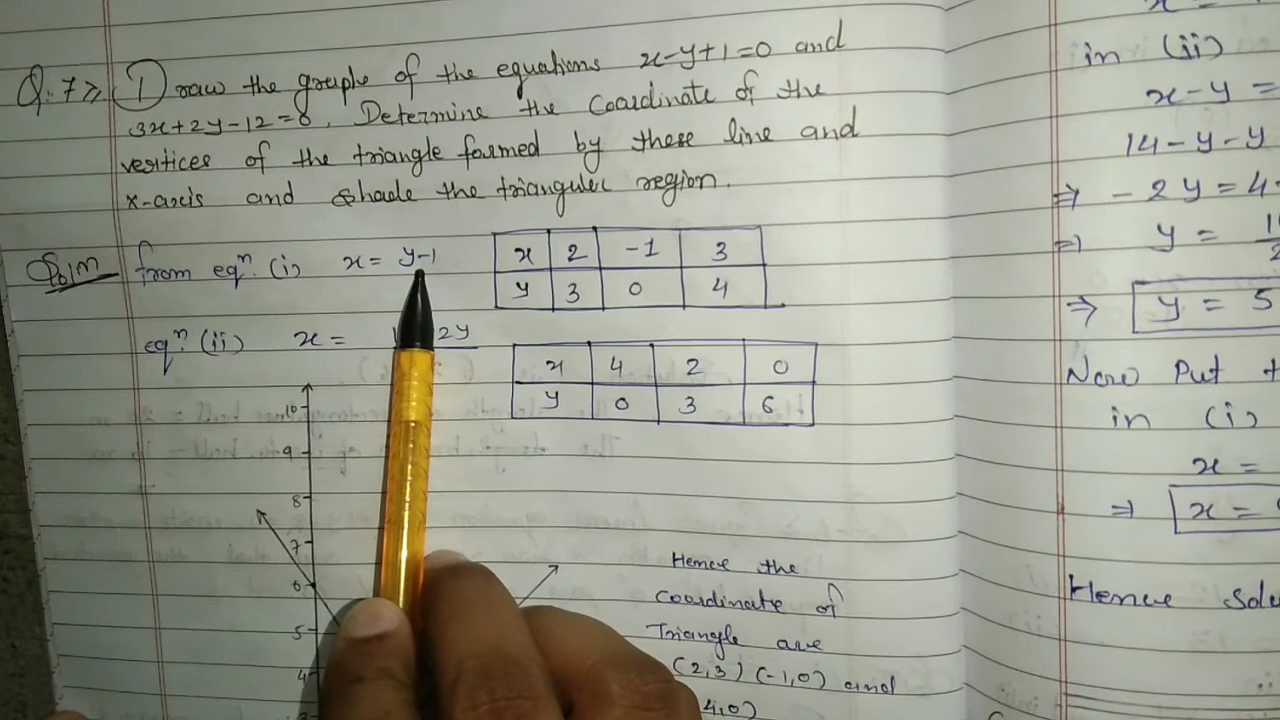 Q.7⇒ Draw the graphs of the equations x-y+1=0 and
3x+2y-12=0. Determine the Coordinate of the
vertices of the triangle formed by these line and
x-axis and shade the triangular region.
Soln from eqn. (i) x = y-1
x 2 -1 3
y 3 0 4
eqn. (ii) x = 2y
x 4 2 0
y 0 3 6
10
9
8
7
6
5
4
Hence the
coordinate of
Triangle are
(2,3) (-1,0) and
4,0)
x =
in (ii)
x-y =
14-y-y
⇒ -2y = 4
⇒ y =
⇒ y = 5
Now Put
in (i)
x =
⇒ x =
Hence